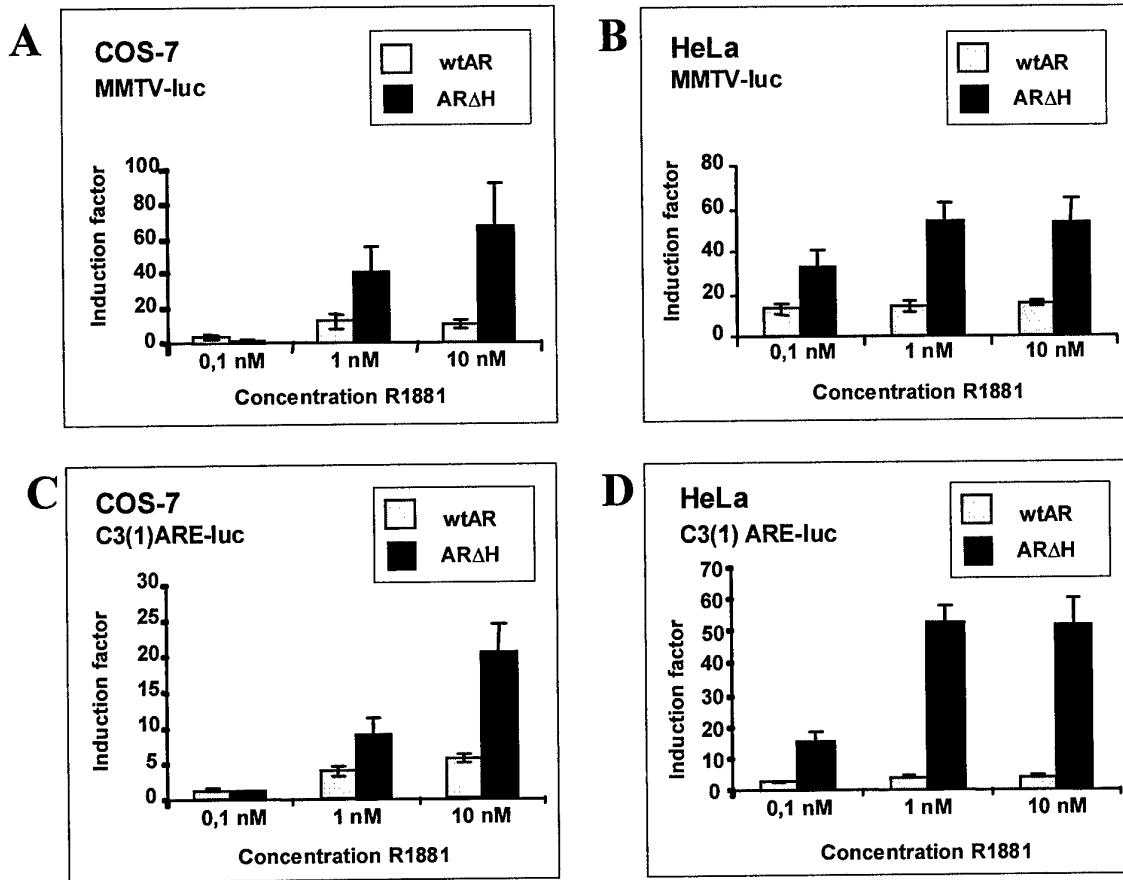 A
COS-7
MMTV-luc
wtAR
ARΔH
Induction factor
100
80
60
40
20
0
0,1 nM
1 nM
10 nM
Concentration R1881
B
HeLa
MMTV-luc
wtAR
ARΔH
Induction factor
80
60
40
20
0
0,1 nM
1 nM
10 nM
Concentration R1881
C
COS-7
C3(1)ARE-luc
wtAR
ARΔH
Induction factor
30
25
20
15
10
5
0
0,1 nM
1 nM
10 nM
Concentration R1881
D
HeLa
C3(1) ARE-luc
wtAR
ARΔH
Induction factor
70
60
50
40
30
20
10
0
0,1 nM
1 nM
10 nM
Concentration R1881